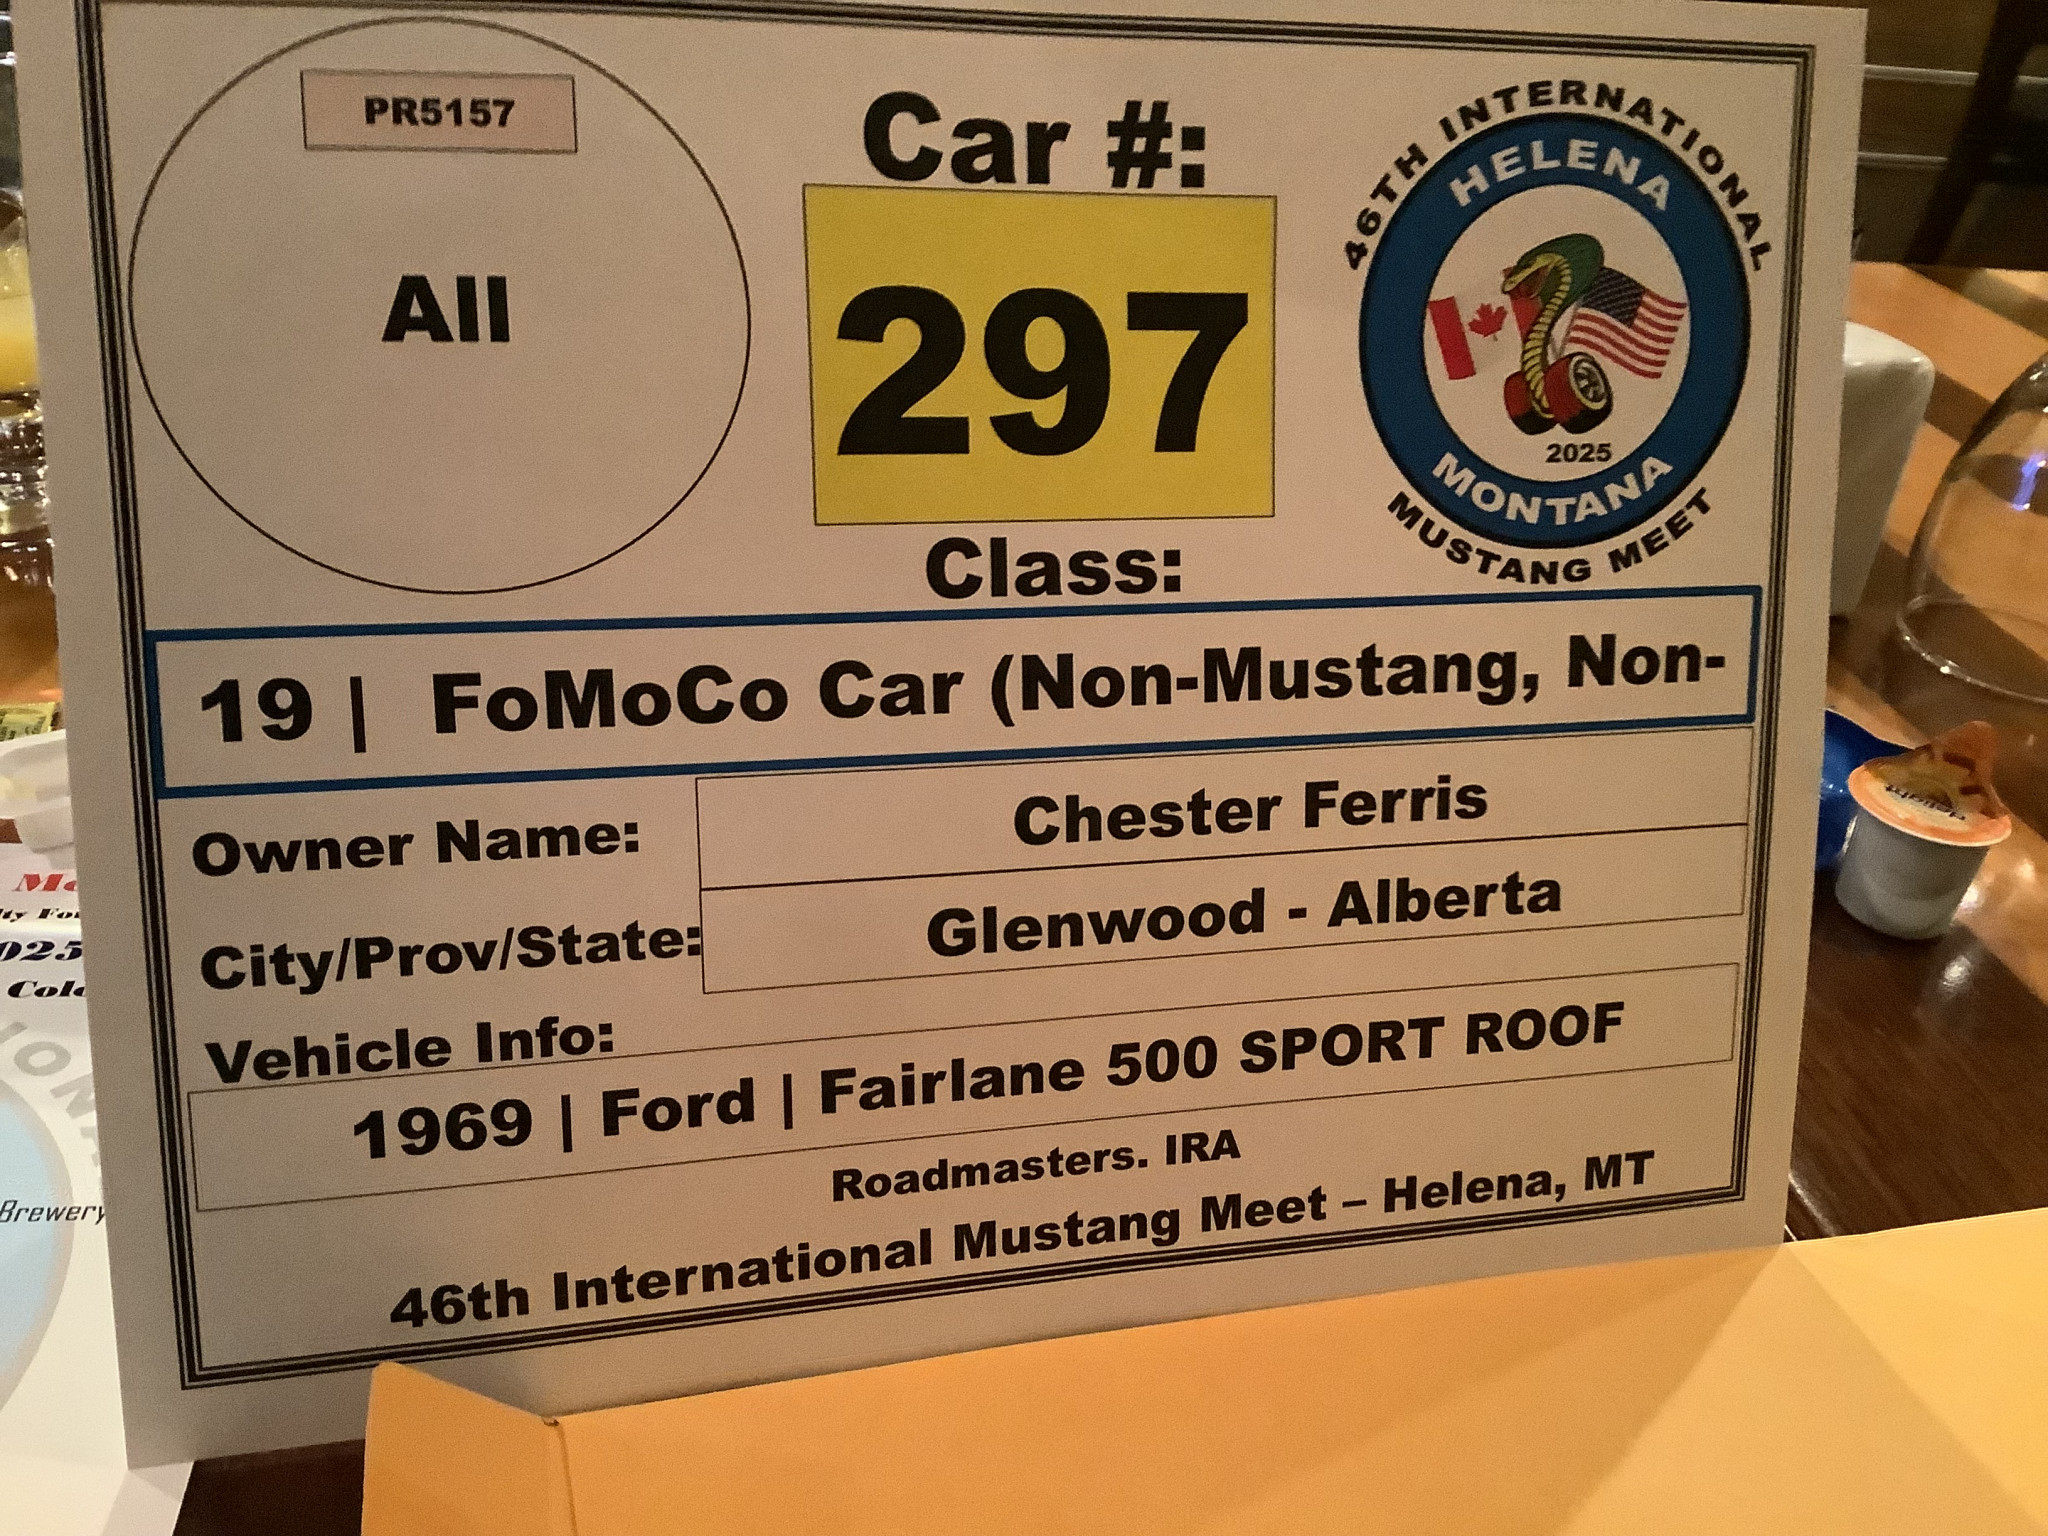 PR5157
All
Car #:
297
46TH INTERNATIONAL
HELENA
2025
MONTANA
MUSTANG MEET
Class:
19 | FoMoCo Car (Non-Mustang, Non-
Owner Name:
Chester Ferris
City/Prov/State:
Glenwood - Alberta
Vehicle Info:
1969 | Ford | Fairlane 500 SPORT ROOF
Roadmasters. IRA
46th International Mustang Meet – Helena, MT
Brewery